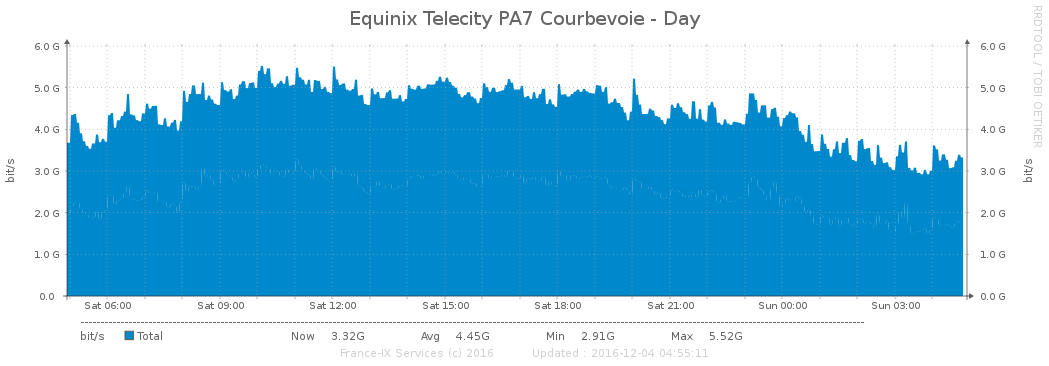 Equinix Telecity PA7 Courbevoie - Day
RRDTOOL / TOBI OETIKER
bit/s
bit/s
6.0 G 6.0 G
5.0 G 5.0 G
4.0 G 4.0 G
3.0 G 3.0 G
2.0 G 2.0 G
1.0 G 1.0 G
0.0 0.0 G
Sat 06:00 Sat 09:00 Sat 12:00 Sat 15:00 Sat 18:00 Sat 21:00 Sun 00:00 Sun 03:00
bit/s Total Now 3.32G Avg 4.45G Min 2.91G Max 5.52G
France-IX Services (c) 2016 Updated : 2016-12-04 04:55:11